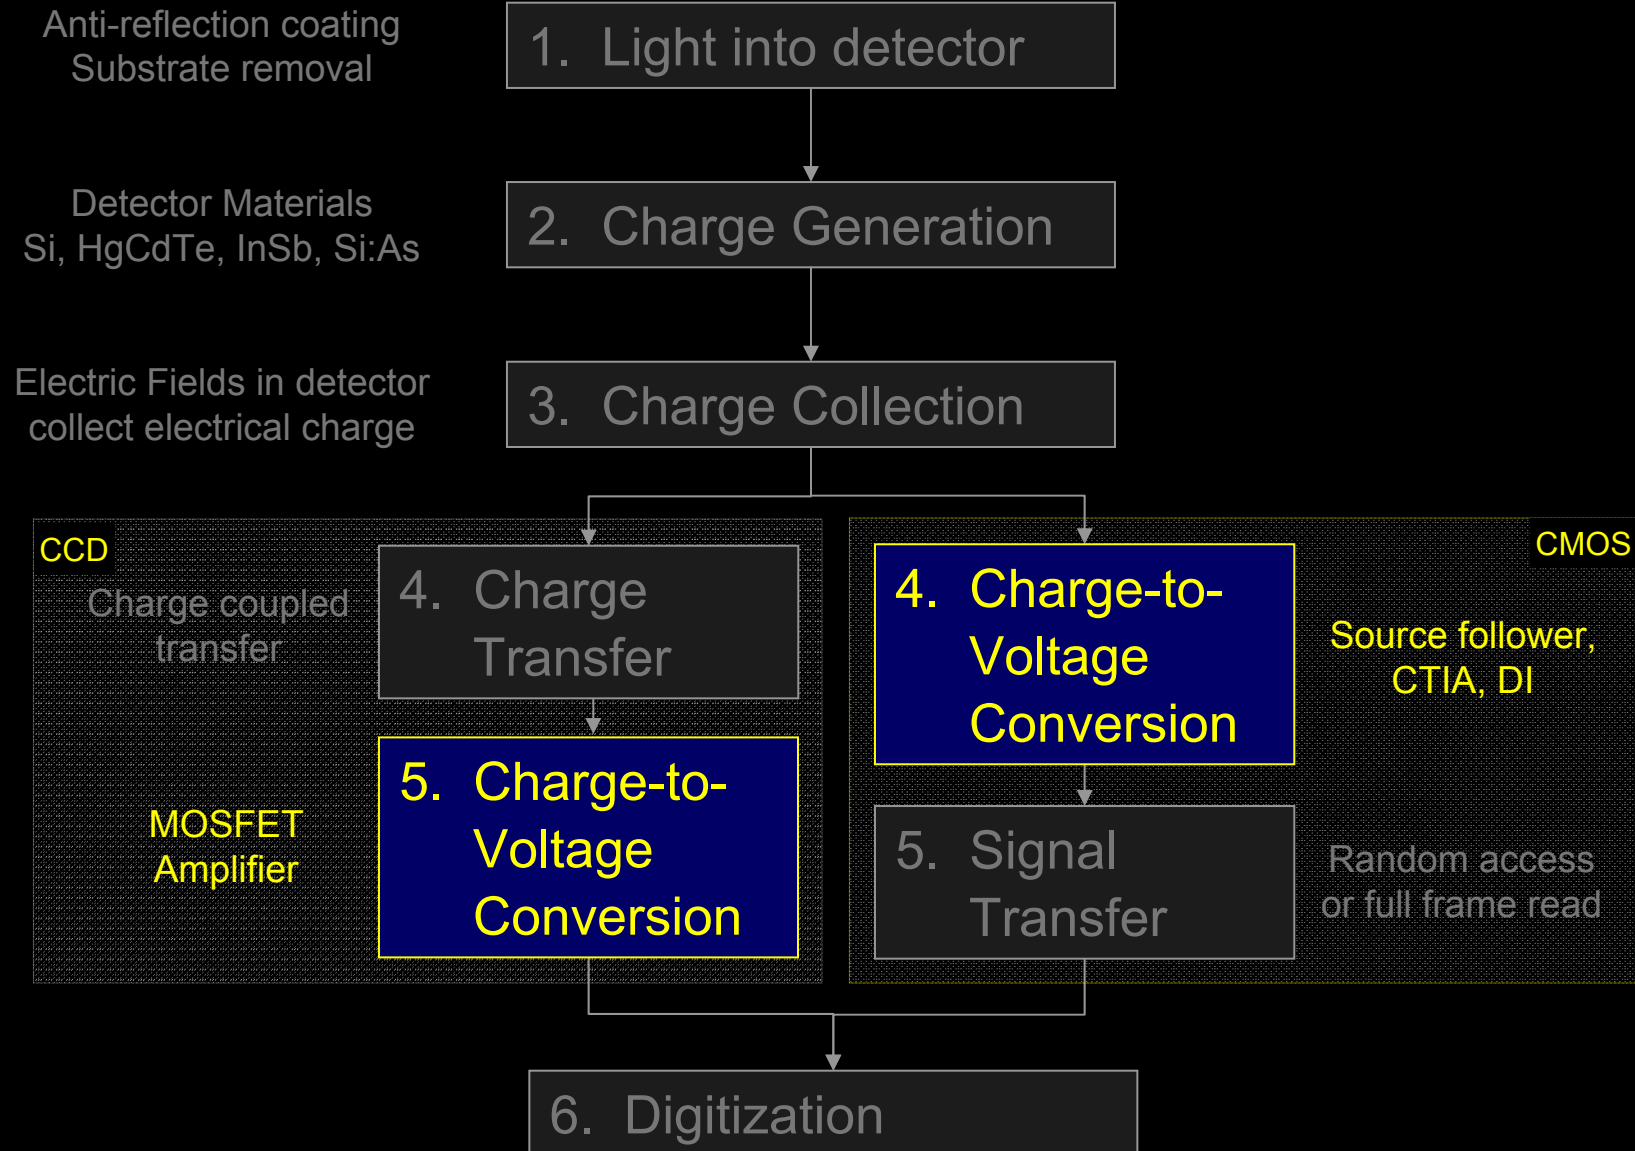 Anti-reflection coating
Substrate removal
1. Light into detector
Detector Materials
Si, HgCdTe, InSb, Si:As
2. Charge Generation
Electric Fields in detector
collect electrical charge
3. Charge Collection
CCD
Charge coupled
transfer
4. Charge
Transfer
MOSFET
Amplifier
5. Charge-to-
Voltage
Conversion
CMOS
4. Charge-to-
Voltage
Conversion
Source follower,
CTIA, DI
5. Signal
Transfer
Random access
or full frame read
6. Digitization